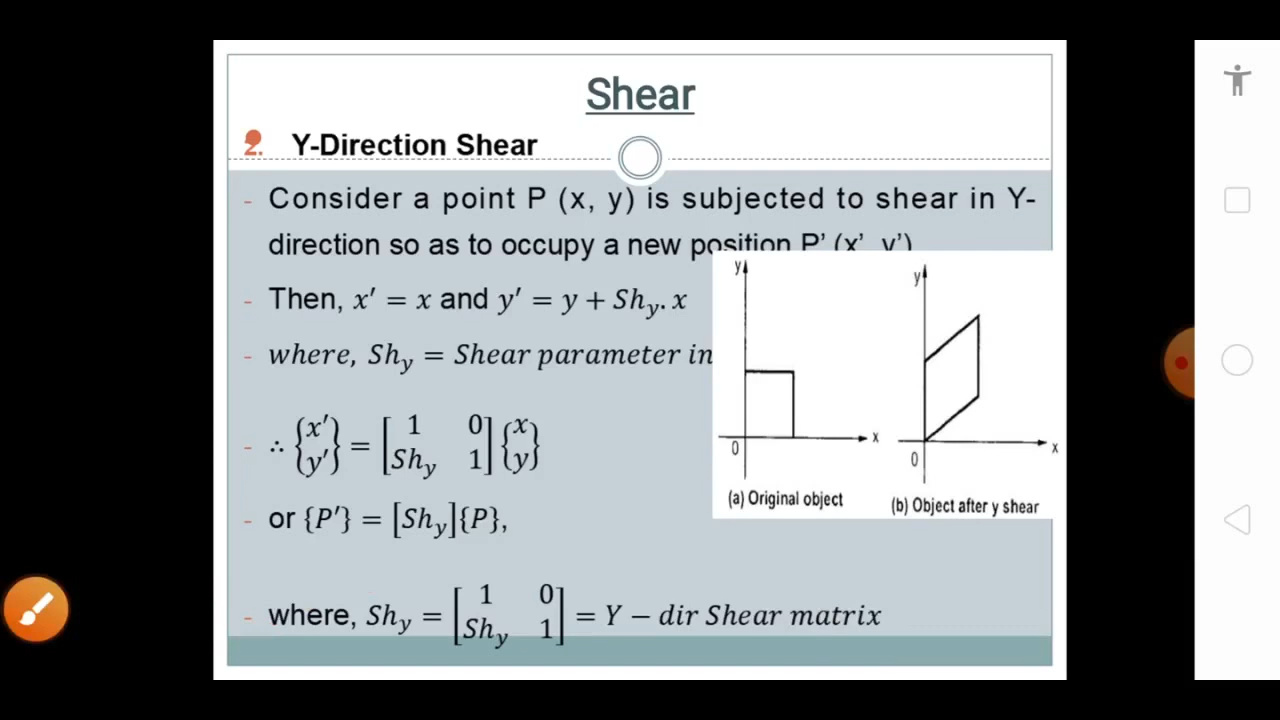 Shear
2. Y-Direction Shear
- Consider a point P (x, y) is subjected to shear in Y-
direction so as to occupy a new position P’ (x’, y’)
- Then, x′ = x and y′ = y + Sh_y. x
- where, Sh_y = Shear parameter in
- ∴ {x′ y′} = [1 0 Sh_y 1] {x y}
- or {P′} = [Sh_y]{P},
- where, Sh_y = [1 0 Sh_y 1] = Y − dir Shear matrix
y
x
0
(a) Original object
y
x
0
(b) Object after y shear